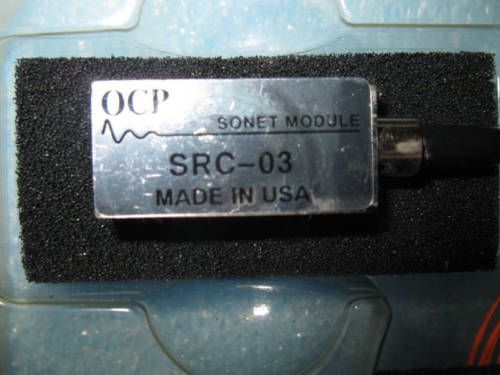 OCP
SONET MODULE
SRC-03
MADE IN USA